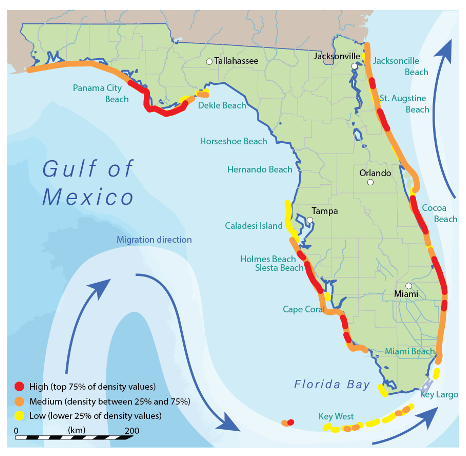 Tallahassee
Jacksonville
Jacksoncille
Beach
Panama City
Beach
Dekle Beach
St. Augstine
Beach
Horseshoe Beach
Hernando Beach
Orlando
Gulf of
Mexico
Cocoa
Beach
Tampa
Caladesi Island
Migration direction
Holmes Beach
Siesta Beach
Miami
Cape Coral
Miami Beach
High (top 75% of density values)
Medium (density between 25% and 75%)
Low (lower 25% of density values)
Florida Bay
Key Largo
Key West
0 (km) 200